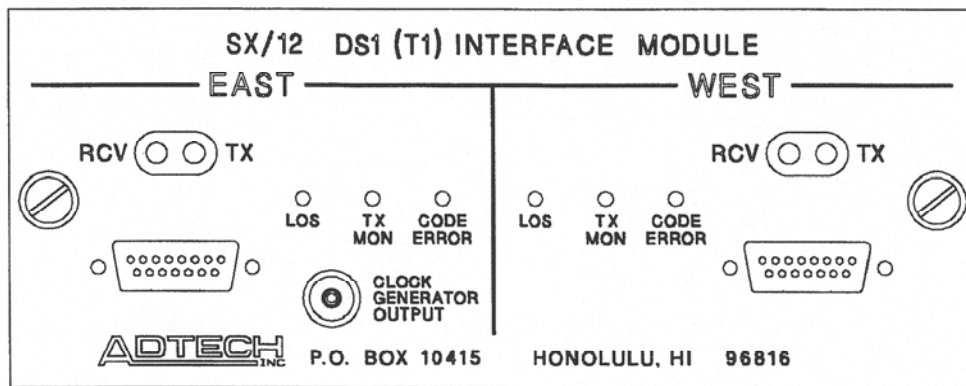 SX/12 DS1 (T1) INTERFACE MODULE
EAST
WEST
RCV TX
RCV TX
LOS
TX MON
CODE ERROR
LOS
TX MON
CODE ERROR
CLOCK
GENERATOR
OUTPUT
ADTECH INC
P.O. BOX 10415 HONOLULU, HI 96816